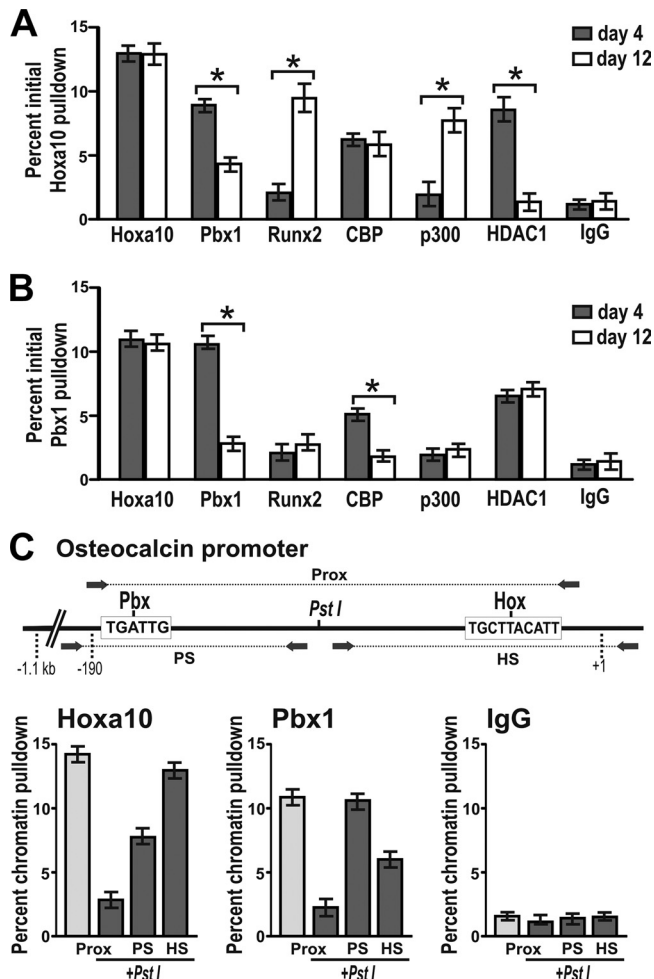 A
Percent initial
Hoxa10 pulldown
15
10
5
0
day 4
day 12
*
*
*
*
Hoxa10 Pbx1 Runx2 CBP p300 HDAC1 IgG
B
Percent initial
Pbx1 pulldown
15
10
5
0
day 4
day 12
*
*
Hoxa10 Pbx1 Runx2 CBP p300 HDAC1 IgG
C Osteocalcin promoter
Prox
Pbx Pst I Hox
TGATTG TGCTTACATT
-1.1 kb -190 PS HS +1
Hoxa10 Pbx1 IgG
Percent chromatin pulldown
15
10
5
0
Prox PS HS
+Pst I
Percent chromatin pulldown
15
10
5
0
Prox PS HS
+Pst I
Percent chromatin pulldown
15
10
5
0
Prox PS HS
+Pst I